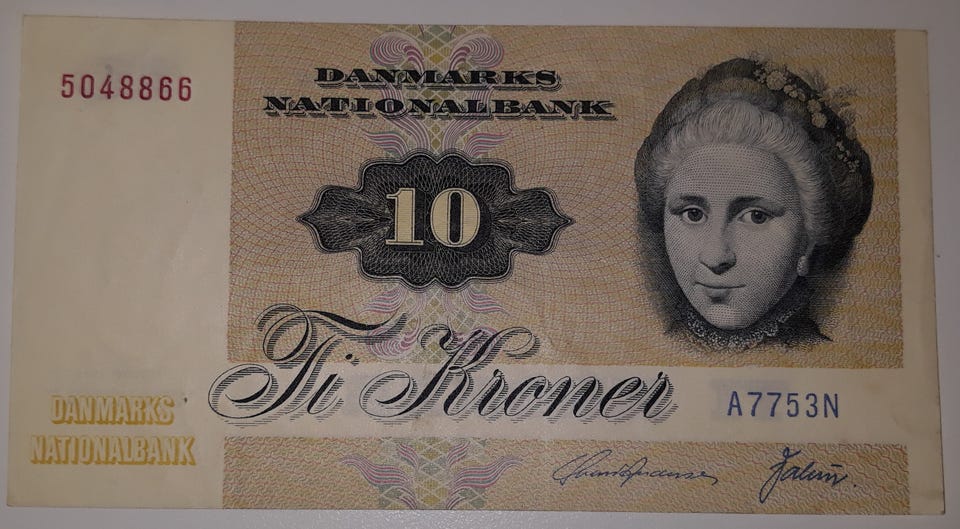 5048866
DANMARKS
NATIONALBANK
10
Ti Kroner
A7753N
DANMARKS
NATIONALBANK